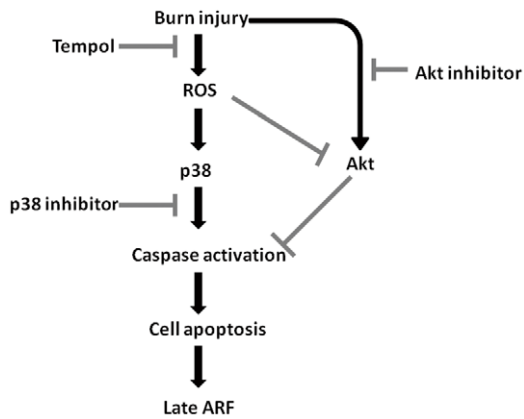 Burn injury
Tempol
Akt inhibitor
ROS
Akt
p38
p38 inhibitor
Caspase activation
Cell apoptosis
Late ARF